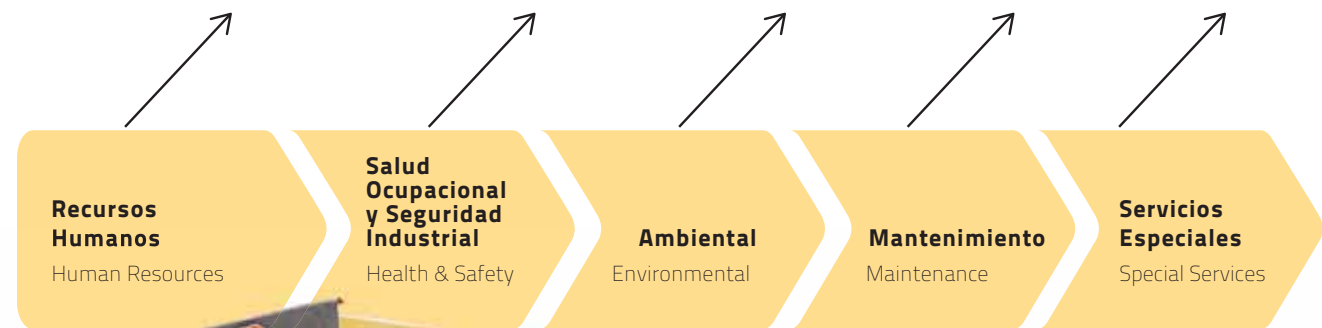 Recursos
Humanos
Human Resources
Salud
Ocupacional
y Seguridad
Industrial
Health & Safety
Ambiental
Environmental
Mantenimiento
Maintenance
Servicios
Especiales
Special Services